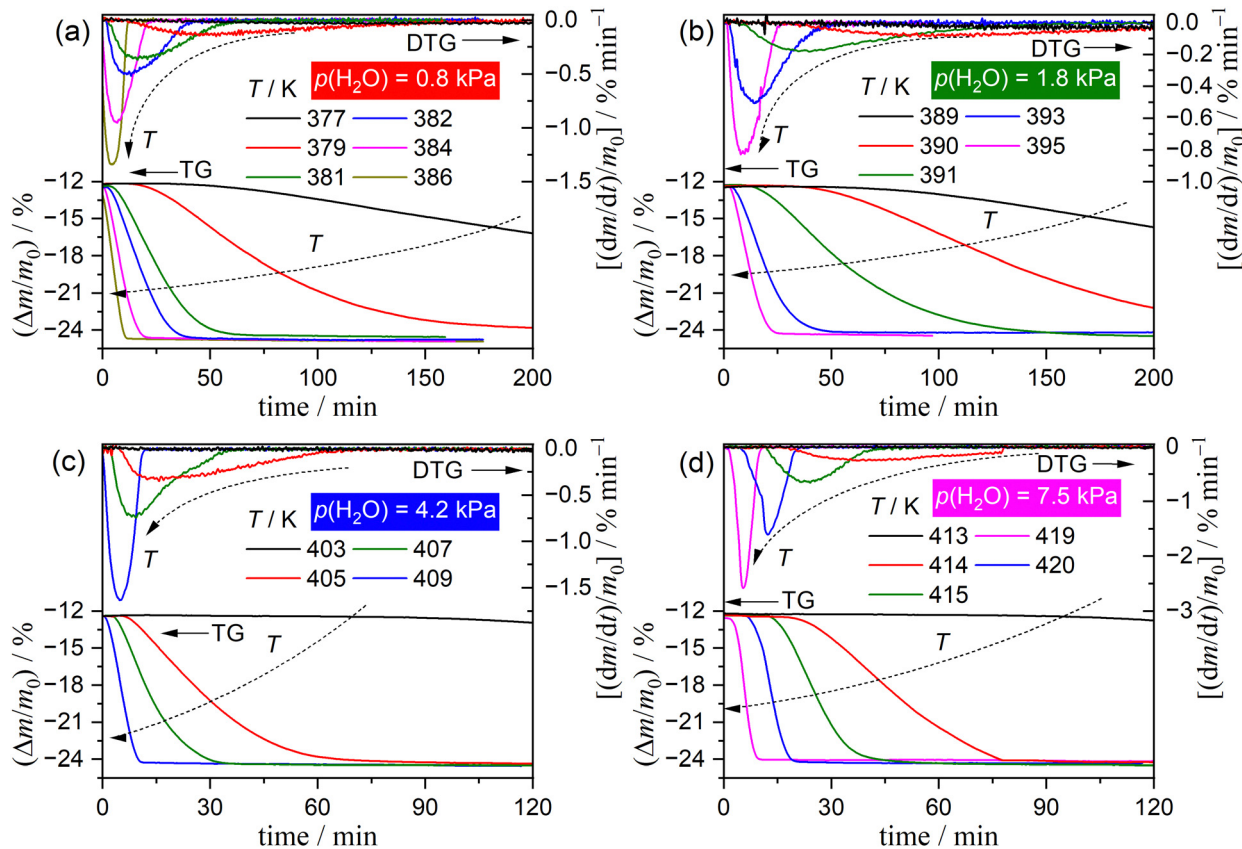 (a)
DTG
p(H₂O) = 0.8 kPa
T / K
377 382
379 384
381 386
T
TG
T
0.0
−0.5
−1.0
−1.5
[(dm/dt)/m₀] / % min⁻¹
−12
−15
−18
−21
−24
(Δm/m₀) / %
0 50 100 150 200
time / min
(b)
DTG
p(H₂O) = 1.8 kPa
T / K
389 393
390 395
391
T
TG
T
0.0
−0.2
−0.4
−0.6
−0.8
−1.0
[(dm/dt)/m₀] / % min⁻¹
−12
−15
−18
−21
−24
(Δm/m₀) / %
0 50 100 150 200
time / min
(c)
DTG
p(H₂O) = 4.2 kPa
T / K
403 407
405 409
T
TG
T
0.0
−0.5
−1.0
−1.5
[(dm/dt)/m₀] / % min⁻¹
−12
−15
−18
−21
−24
(Δm/m₀) / %
0 30 60 90 120
time / min
(d)
DTG
p(H₂O) = 7.5 kPa
T / K
413 419
414 420
415
T
TG
T
0
−1
−2
−3
[(dm/dt)/m₀] / % min⁻¹
−12
−15
−18
−21
−24
(Δm/m₀) / %
0 30 60 90 120
time / min